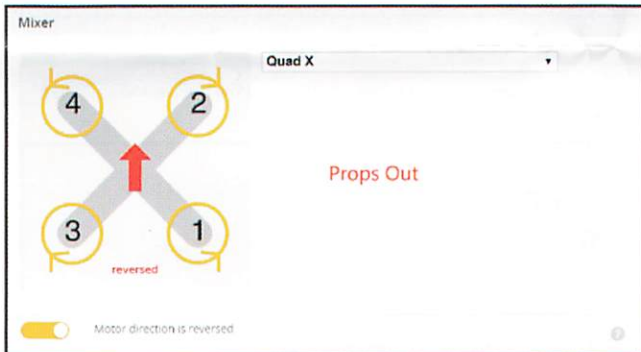 Mixer
Quad X
4 2
Props Out
3 1
reversed
Motor direction is reversed
?